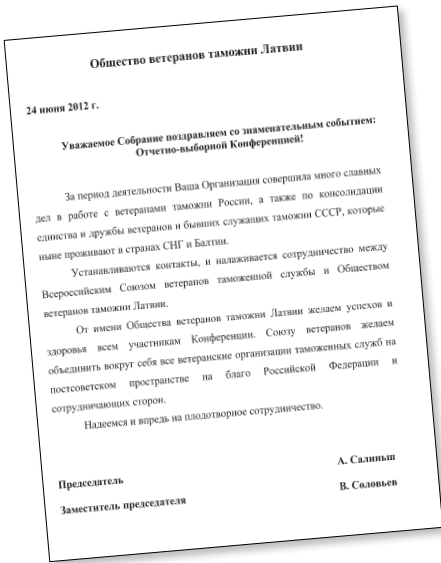 Общество ветеранов таможни Латвии
24 июня 2012 г.
Уважаемое Собрание поздравляем со знаменательным событием:
Отчетно-выборной Конференцией!
За период деятельности Ваша Организация совершила много славных
дел в работе с ветеранами таможни России, а также по консолидации
единства и дружбы ветеранов и бывших служащих таможни СССР, которые
ныне проживают в странах СНГ и Балтии.
Устанавливаются контакты, и налаживается сотрудничество между
Всероссийским Союзом ветеранов таможенной службы и Обществом
ветеранов таможни Латвии.
От имени Общества ветеранов таможни Латвии желаем успехов и
здоровья всем участникам Конференции. Союзу ветеранов желаем
объединить вокруг себя все ветеранские организации таможенных служб на
постсоветском пространстве на благо Российской Федерации и
сотрудничающих сторон.
Надеемся и впредь на плодотворное сотрудничество.
Председатель А. Салиньш
Заместитель председателя В. Соловьев